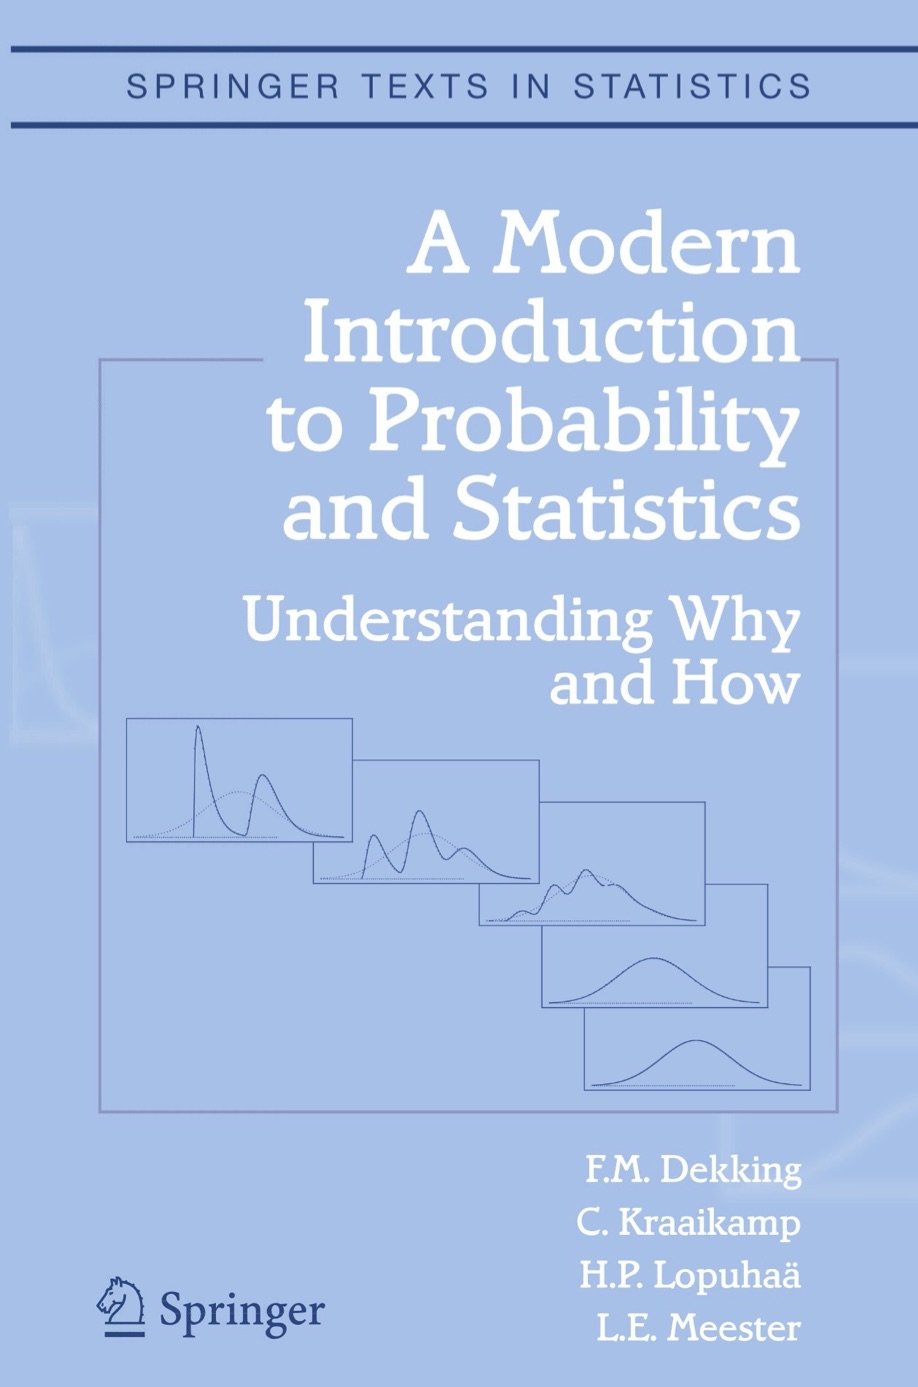 SPRINGER TEXTS IN STATISTICS
A Modern
Introduction
to Probability
and Statistics
Understanding Why
and How
F.M. Dekking
C. Kraaikamp
H.P. Lopuhaä
L.E. Meester
Springer